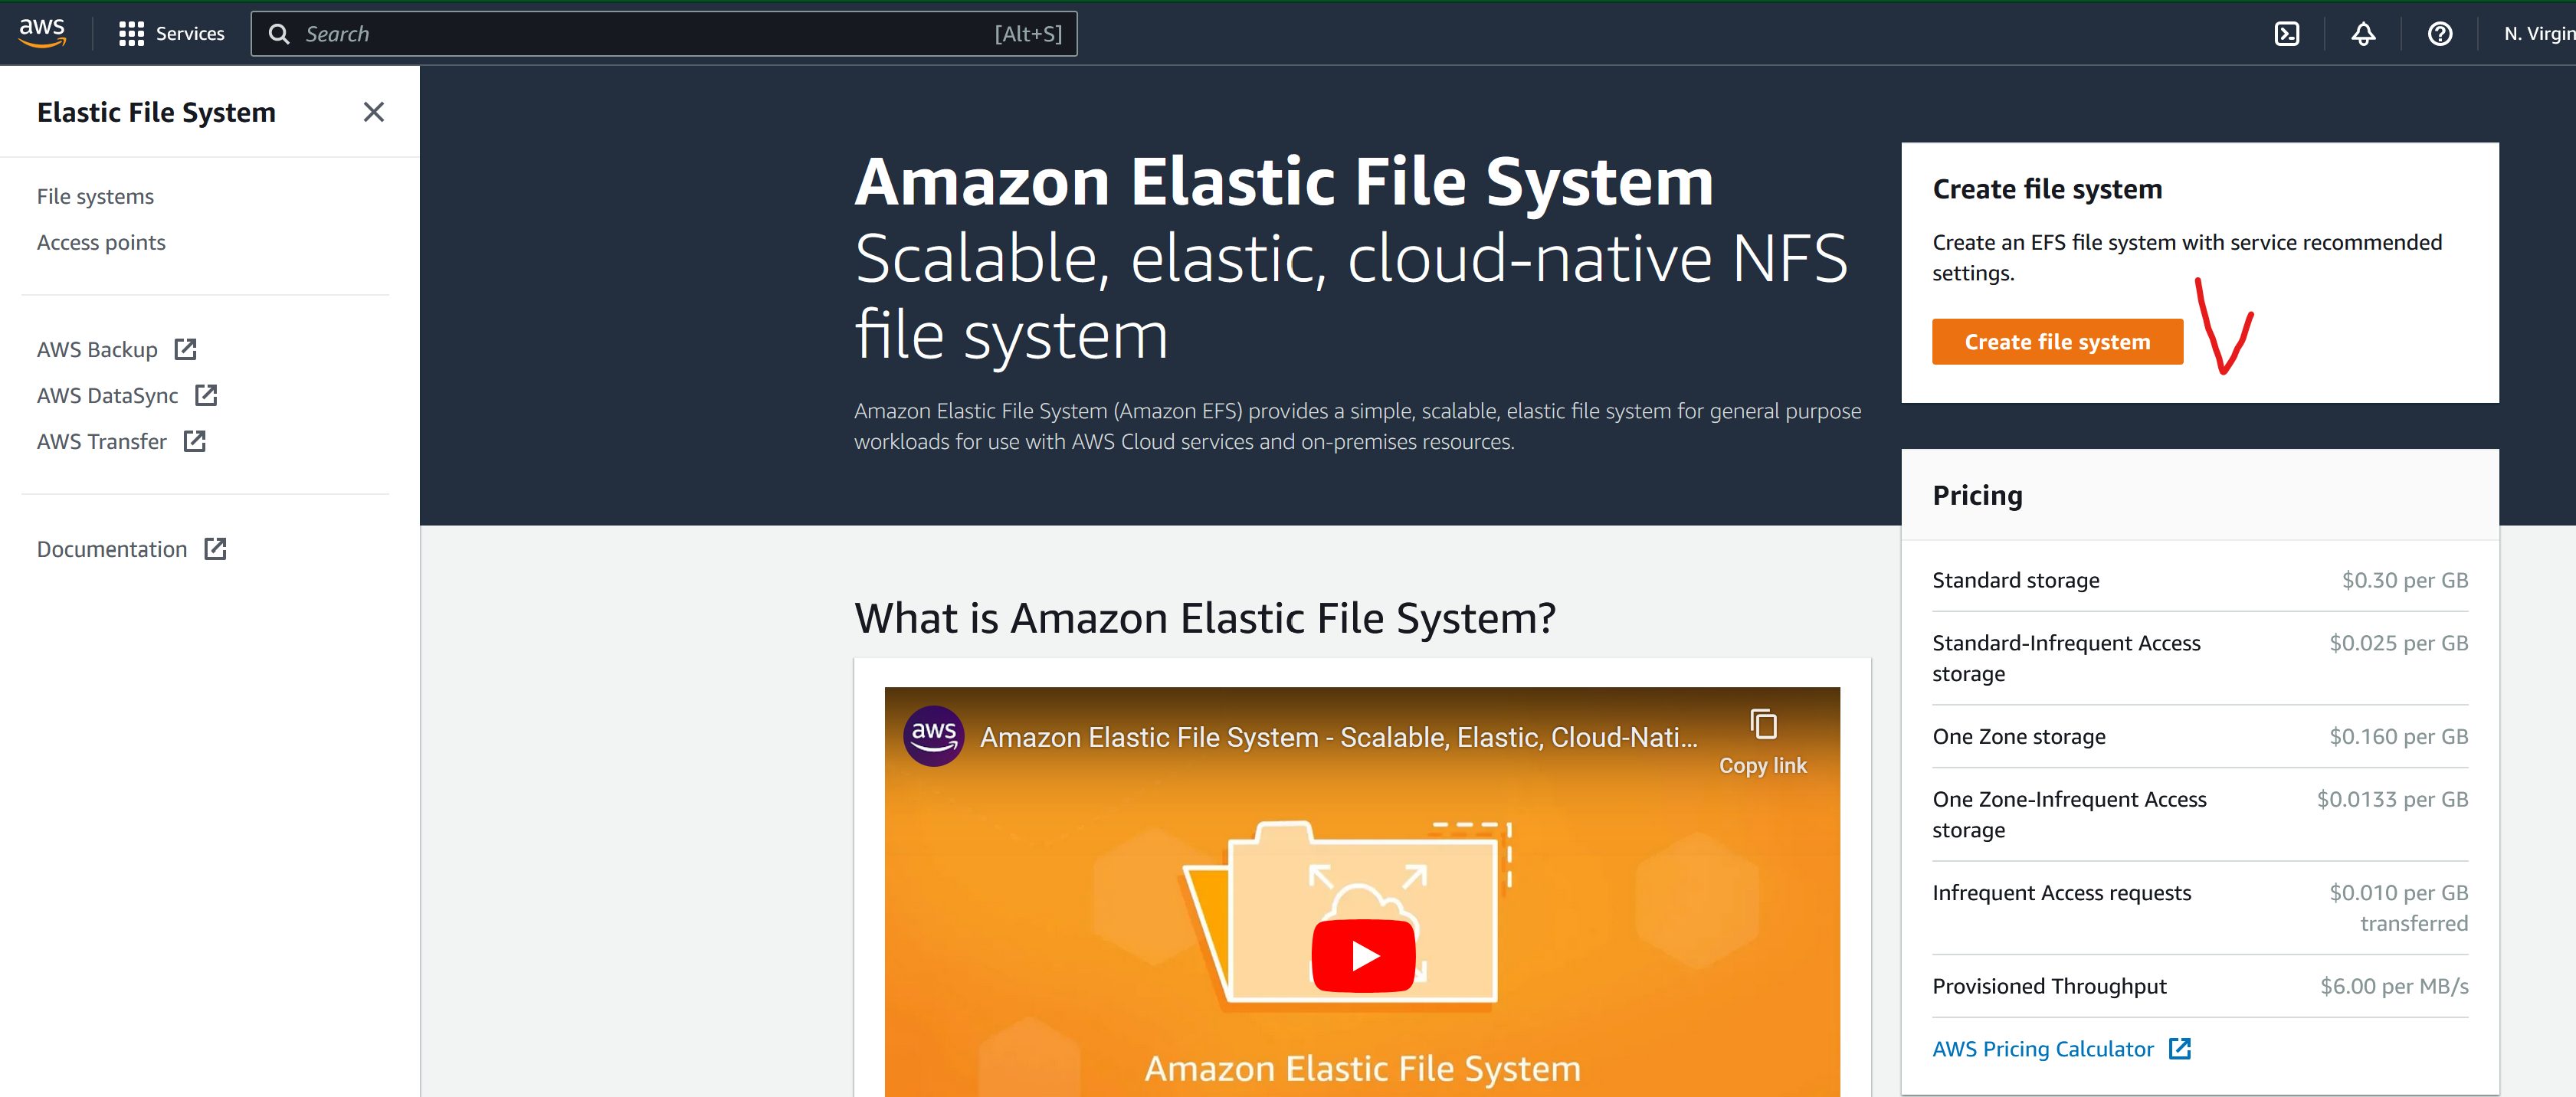 aws
Services
Search
[Alt+S]
N. Virgin
Elastic File System
File systems
Access points
AWS Backup
AWS DataSync
AWS Transfer
Documentation
Amazon Elastic File System
Scalable, elastic, cloud-native NFS
file system
Amazon Elastic File System (Amazon EFS) provides a simple, scalable, elastic file system for general purpose
workloads for use with AWS Cloud services and on-premises resources.
Create file system
Create an EFS file system with service recommended
settings.
Create file system
What is Amazon Elastic File System?
aws
Amazon Elastic File System - Scalable, Elastic, Cloud-Nati...
Copy link
Amazon Elastic File System
Pricing
Standard storage $0.30 per GB
Standard-Infrequent Access $0.025 per GB
storage
One Zone storage $0.160 per GB
One Zone-Infrequent Access $0.0133 per GB
storage
Infrequent Access requests $0.010 per GB
transferred
Provisioned Throughput $6.00 per MB/s
AWS Pricing Calculator